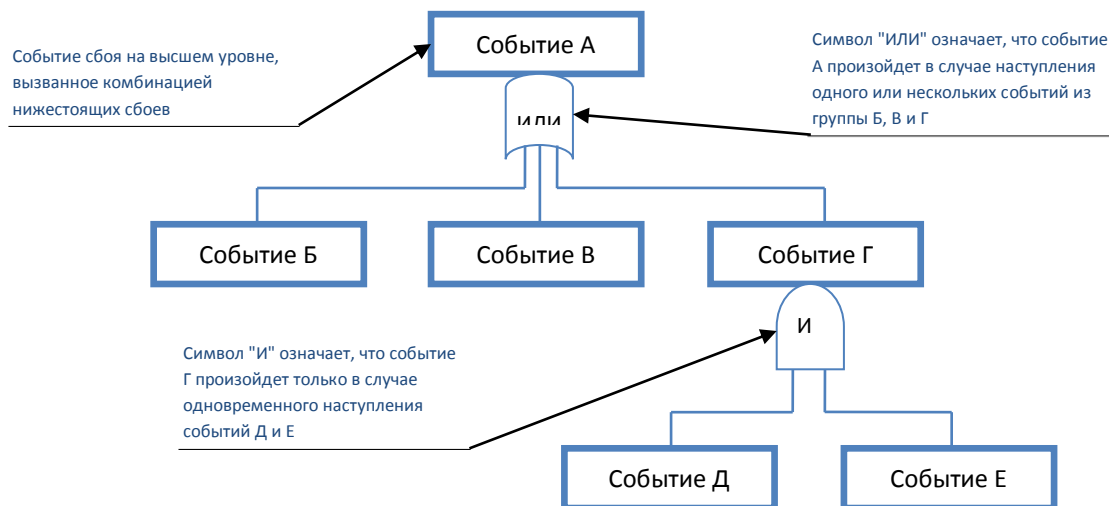 Событие А
Событие сбоя на высшем уровне,
вызванное комбинацией
нижестоящих сбоев
Символ "ИЛИ" означает, что событие
А произойдет в случае наступления
одного или нескольких событий из
группы Б, В и Г
ИЛИ
Событие Б
Событие В
Событие Г
И
Символ "И" означает, что событие
Г произойдет только в случае
одновременного наступления
событий Д и Е
Событие Д
Событие Е